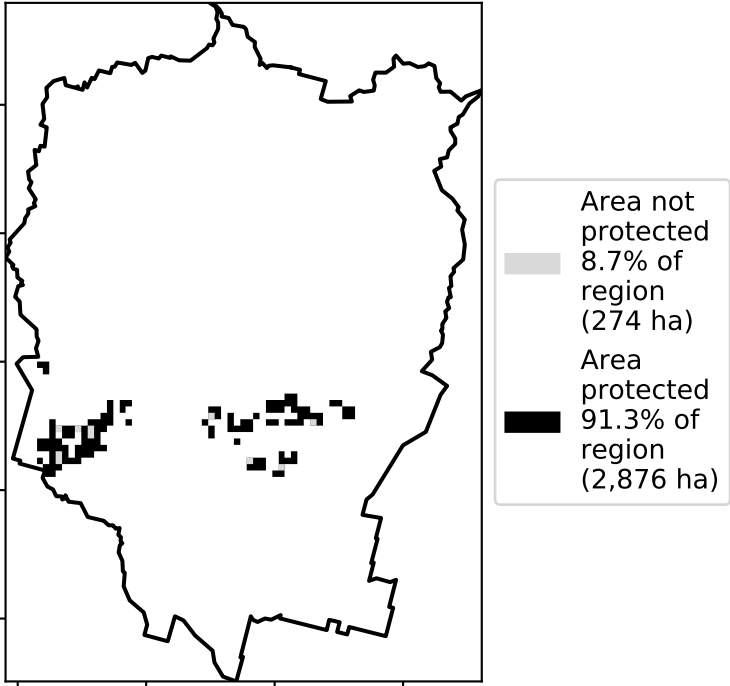 Area not
protected
8.7% of
region
(274 ha)
Area
protected
91.3% of
region
(2,876 ha)